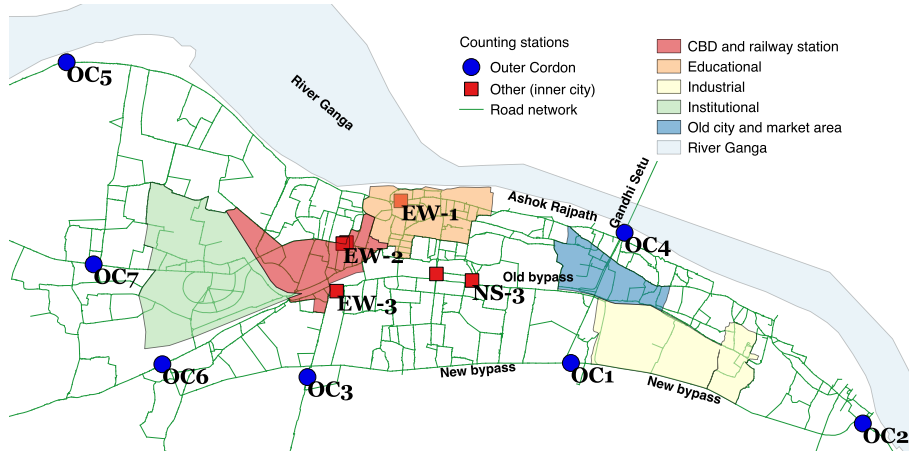 Counting stations
Outer Cordon
Other (inner city)
Road network
CBD and railway station
Educational
Industrial
Institutional
Old city and market area
River Ganga
OC5
River Ganga
Gandhi Setu
Ashok Rajpath
EW-1
OC4
EW-2
OC7
Old bypass
NS-3
EW-3
OC6
OC3
New bypass
OC1
New bypass
OC2